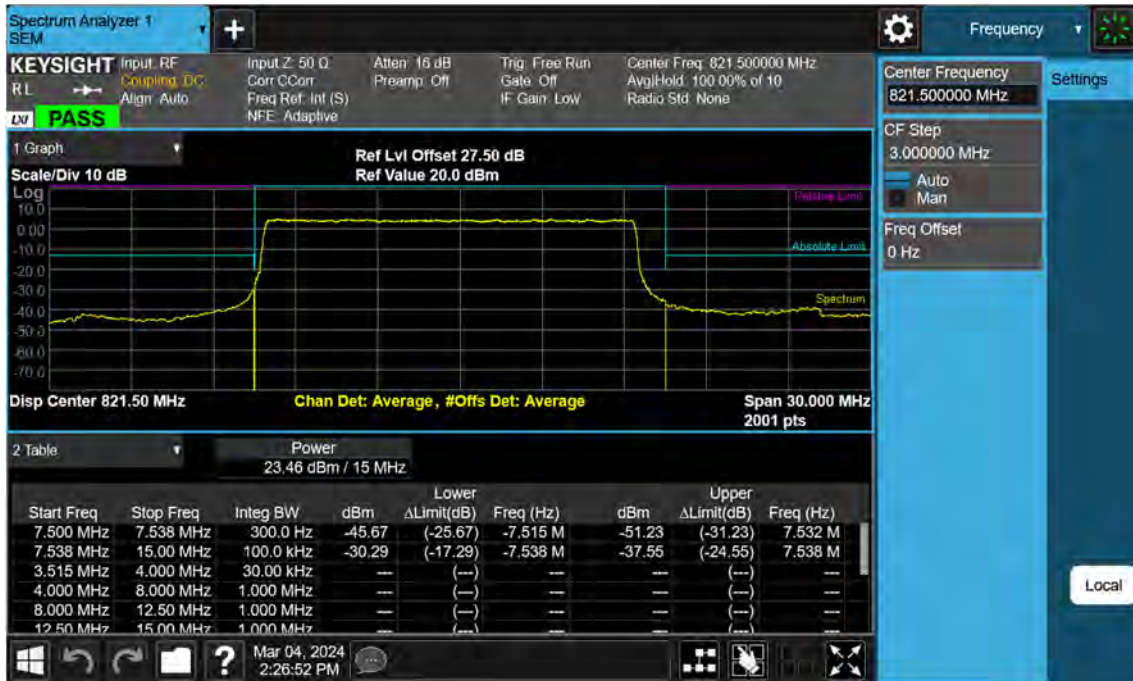 Spectrum Analyzer 1
SEM
+
Frequency
KEYSIGHT
RL
LXI
PASS
Input: RF
Coupling: DC
Align: Auto
Input Z: 50 Ω
Corr CCorr
Freq Ref: Int (S)
NFE: Adaptive
Atten: 16 dB
Preamp: Off
Trig: Free Run
Gate: Off
IF Gain: Low
Center Freq: 821.500000 MHz
Avg|Hold: 100.00% of 10
Radio Std: None
Center Frequency
821.500000 MHz
Settings
CF Step
3.000000 MHz
Auto
Man
Freq Offset
0 Hz
1 Graph
Scale/Div 10 dB
Ref Lvl Offset 27.50 dB
Ref Value 20.0 dBm
Log
10.0
0.00
-10.0
-20.0
-30.0
-40.0
-50.0
-60.0
-70.0
Relative Limit
Absolute Limit
Spectrum
Disp Center 821.50 MHz
Chan Det: Average, #Offs Det: Average
Span 30.000 MHz
2001 pts
2 Table
Power
23.46 dBm / 15 MHz
Lower Upper
Start Freq Stop Freq Integ BW dBm ΔLimit(dB) Freq (Hz) dBm ΔLimit(dB) Freq (Hz)
7.500 MHz 7.538 MHz 300.0 Hz -45.67 (-25.67) -7.515 M -51.23 (-31.23) 7.532 M
7.538 MHz 15.00 MHz 100.0 kHz -30.29 (-17.29) -7.538 M -37.55 (-24.55) 7.538 M
3.515 MHz 4.000 MHz 30.00 kHz --- (---) --- --- (---) ---
4.000 MHz 8.000 MHz 1.000 MHz --- (---) --- --- (---) ---
8.000 MHz 12.50 MHz 1.000 MHz --- (---) --- --- (---) ---
12.50 MHz 15.00 MHz 1.000 MHz --- (---) --- --- (---) ---
Local
?
Mar 04, 2024
2:26:52 PM